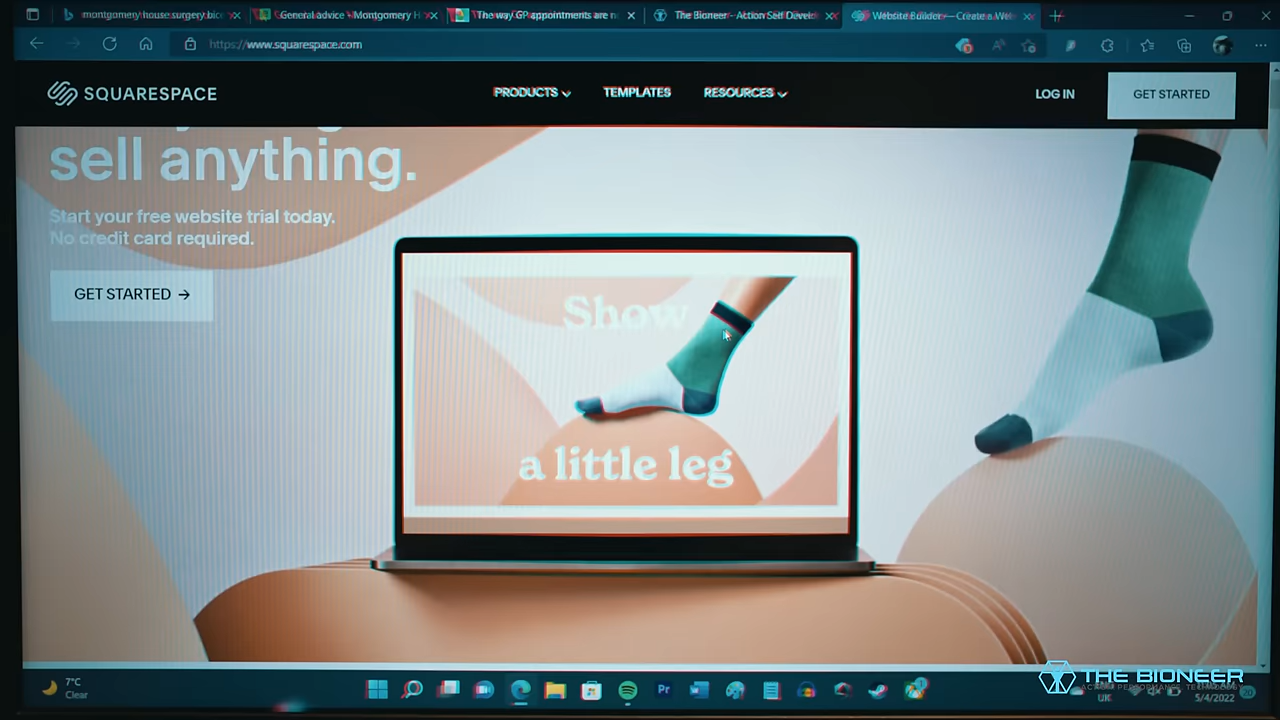 montgomery house surgery bice
General advice - Montgomery H
The way GP appointments are n
The Bioneer - Action Self Devel
Website Builder — Create a We
https://www.squarespace.com
SQUARESPACE
PRODUCTS
TEMPLATES
RESOURCES
LOG IN
GET STARTED
sell anything.
Start your free website trial today.
No credit card required.
GET STARTED →
Show
a little leg
7°C
Clear
Pr
UK
5/4/2022
THE BIONEER